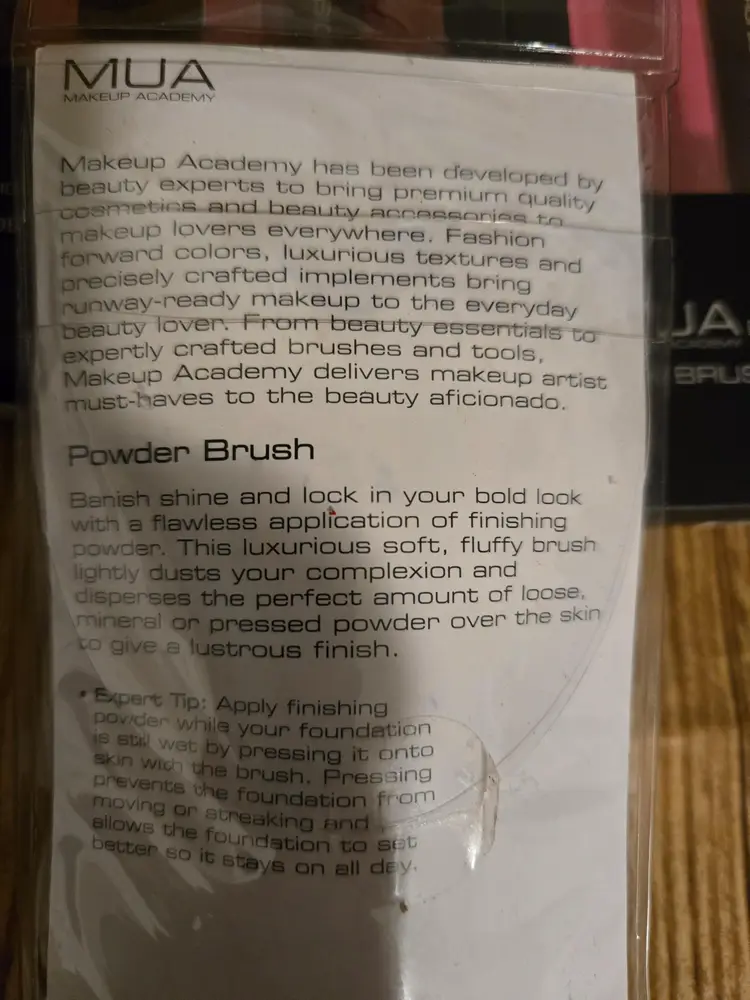 MUA
MAKEUP ACADEMY
Makeup Academy has been developed by
beauty experts to bring premium quality
cosmetics and beauty accessories to
makeup lovers everywhere. Fashion
forward colors, luxurious textures and
precisely crafted implements bring
runway-ready makeup to the everyday
beauty lover. From beauty essentials to
expertly crafted brushes and tools,
Makeup Academy delivers makeup artist
must-haves to the beauty aficionado.
Powder Brush
Banish shine and lock in your bold look
with a flawless application of finishing
powder. This luxurious soft, fluffy brush
lightly dusts your complexion and
disperses the perfect amount of loose,
mineral or pressed powder over the skin
to give a lustrous finish.
• Expert Tip: Apply finishing
powder while your foundation
is still wet by pressing it onto
skin with the brush. Pressing
prevents the foundation from
moving or streaking and
allows the foundation to set
better so it stays on all day.
UA
CADEMY
BRUS